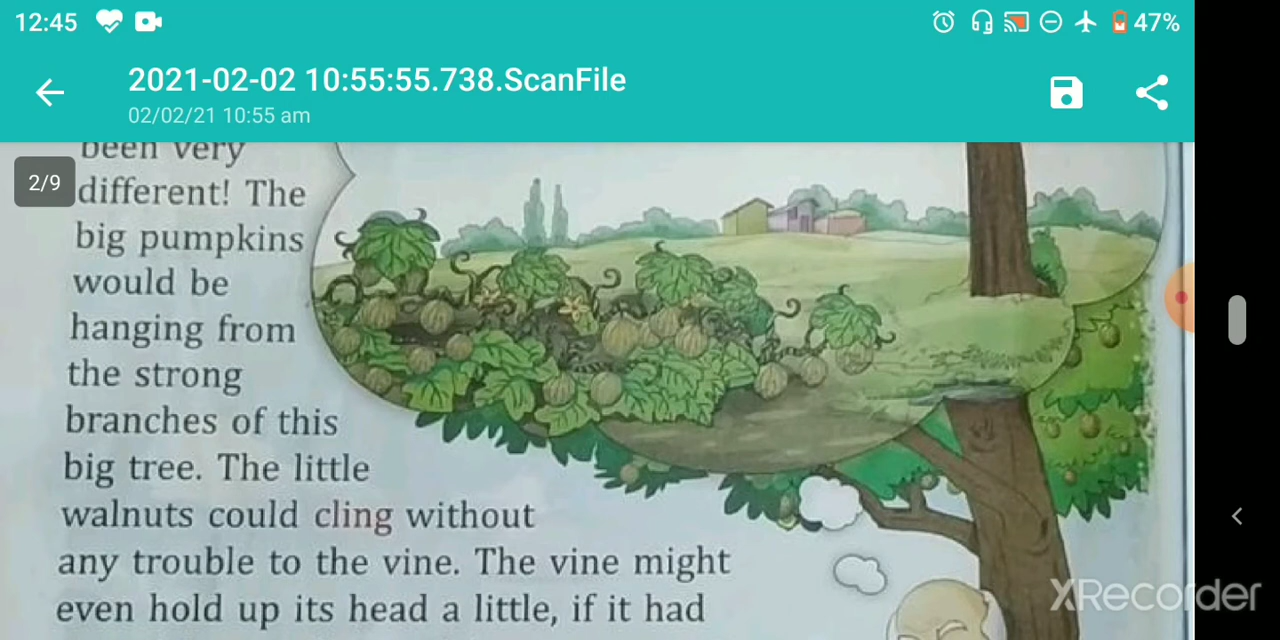 12:45
47%
2021-02-02 10:55:55.738.ScanFile
02/02/21 10:55 am
2/9
been very
different! The
big pumpkins
would be
hanging from
the strong
branches of this
big tree. The little
walnuts could cling without
any trouble to the vine. The vine might
even hold up its head a little, if it had
XRecorder